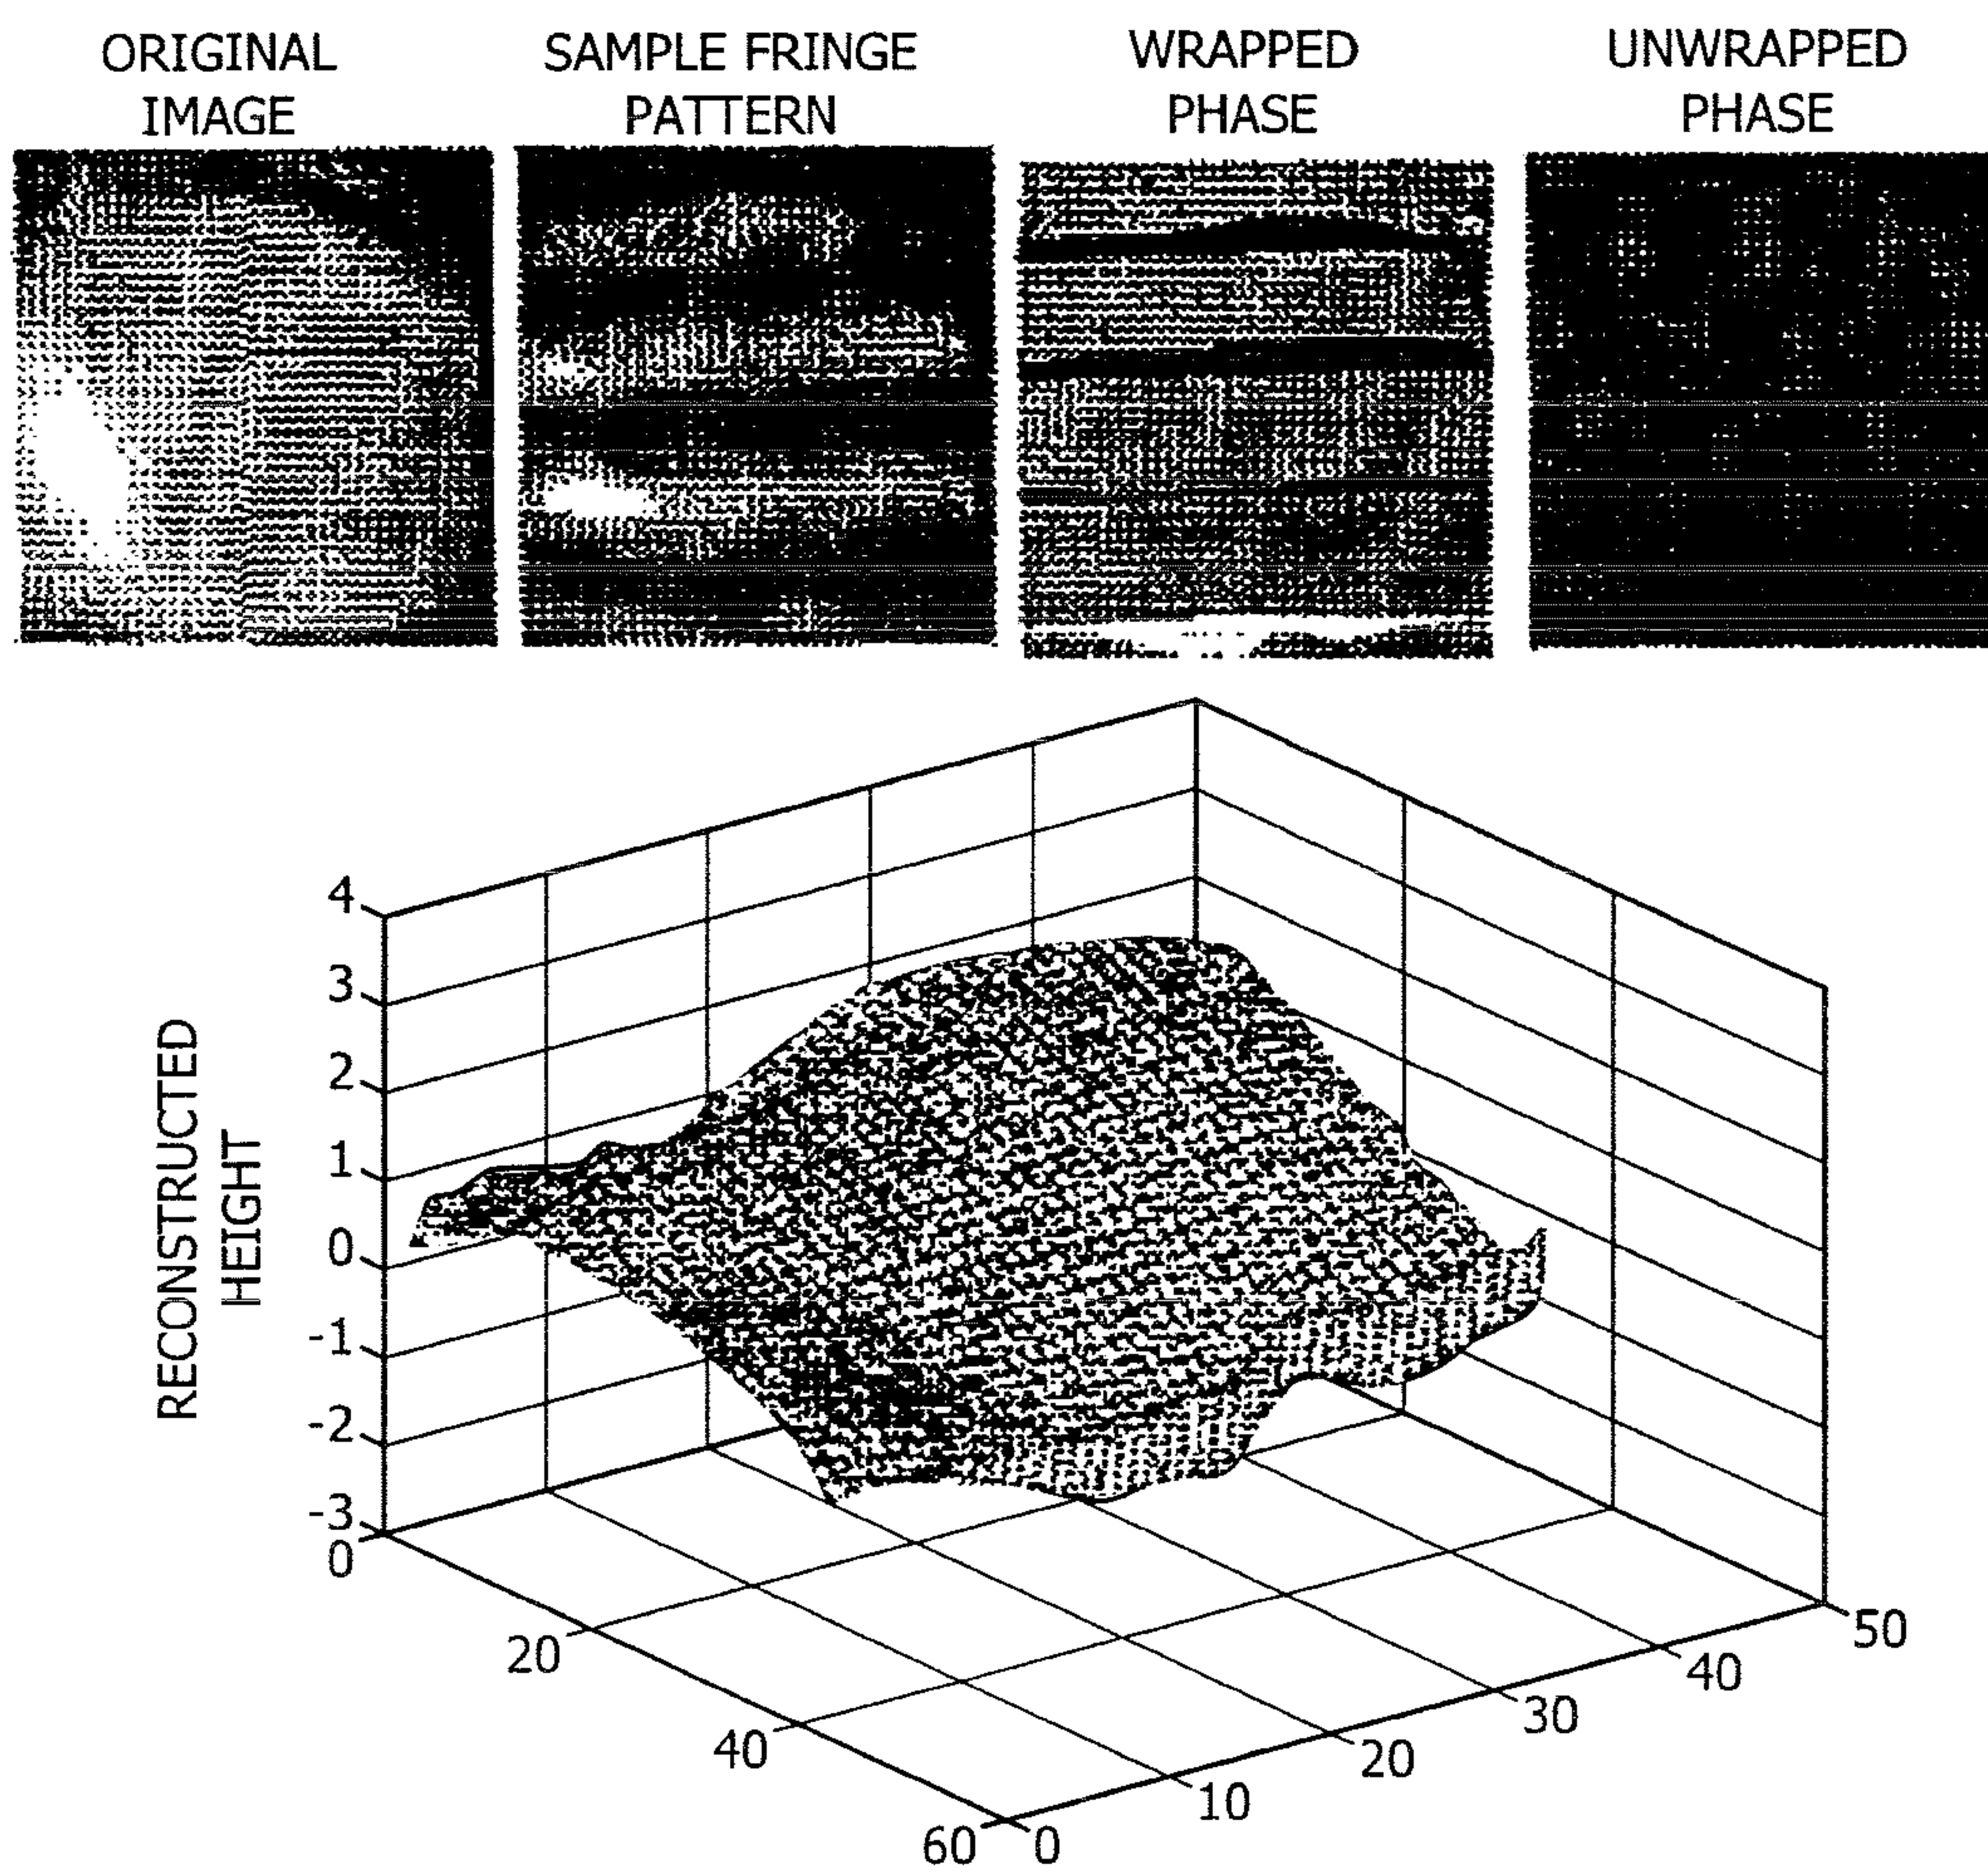 ORIGINAL
IMAGE
SAMPLE FRINGE
PATTERN
WRAPPED
PHASE
UNWRAPPED
PHASE
RECONSTRUCTED
HEIGHT
4
3
2
1
0
-1
-2
-3
0
20
40
60
0
10
20
30
40
50